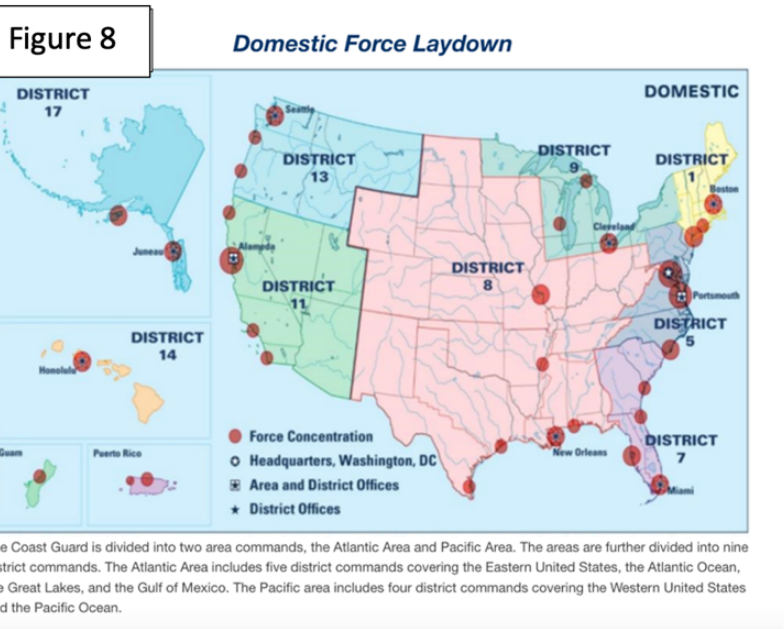 Figure 8
Domestic Force Laydown
DISTRICT
17
DOMESTIC
Seattle
DISTRICT
13
DISTRICT
9
DISTRICT
1
Boston
Cleveland
Juneau
Alameda
DISTRICT
11
DISTRICT
8
Portsmouth
DISTRICT
5
DISTRICT
14
Honolulu
Force Concentration
Headquarters, Washington, DC
Area and District Offices
District Offices
New Orleans
DISTRICT
7
Miami
Guam
Puerto Rico
e Coast Guard is divided into two area commands, the Atlantic Area and Pacific Area. The areas are further divided into nine
strict commands. The Atlantic Area includes five district commands covering the Eastern United States, the Atlantic Ocean,
e Great Lakes, and the Gulf of Mexico. The Pacific area includes four district commands covering the Western United States
d the Pacific Ocean.